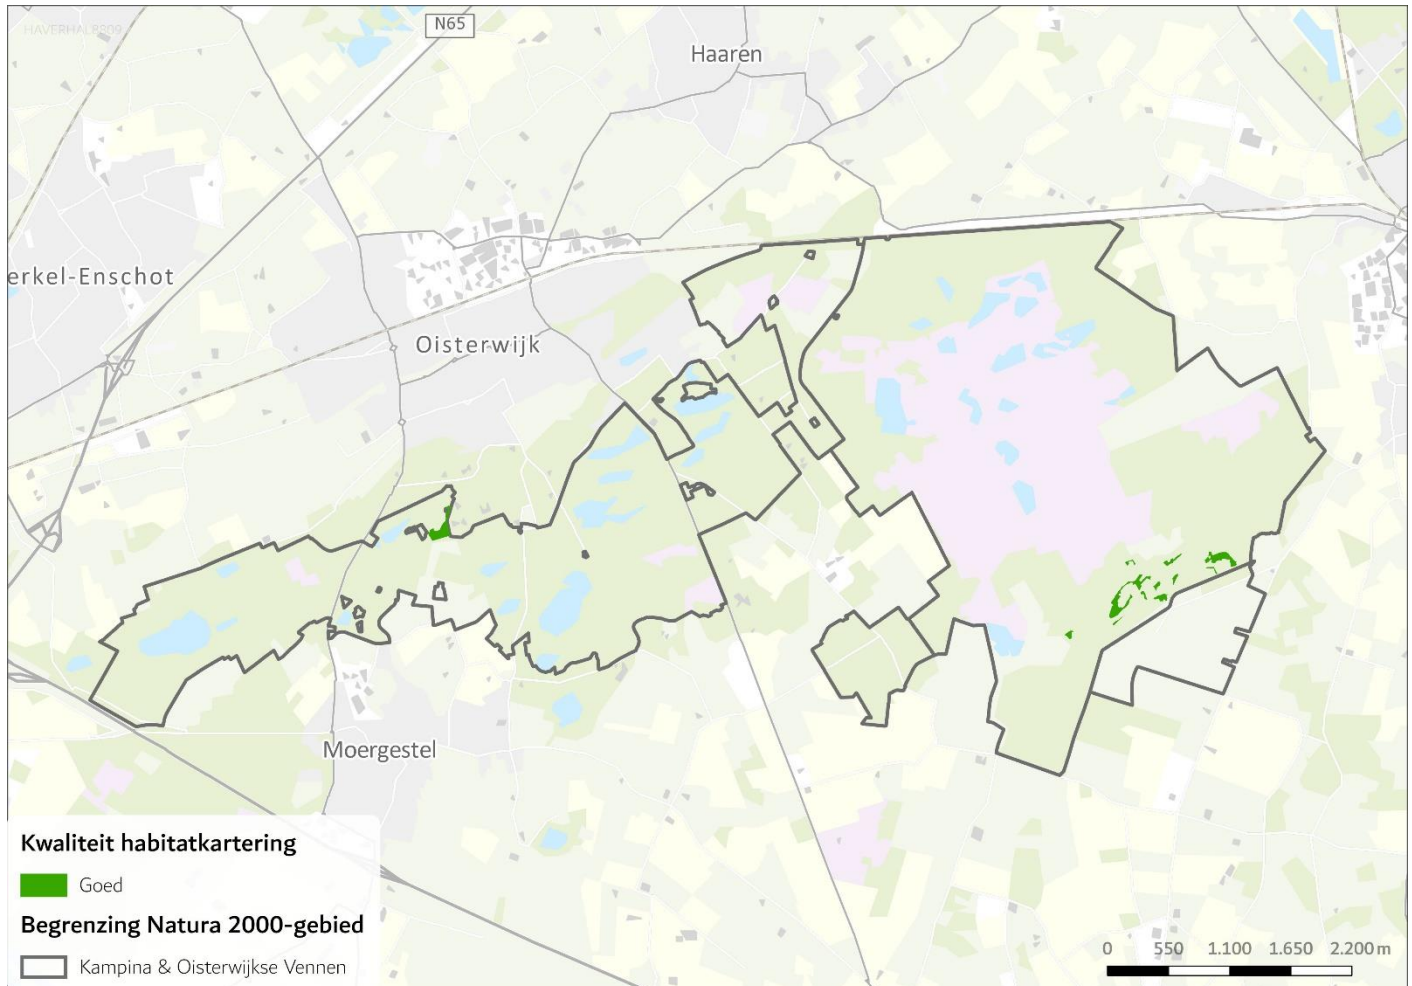 HAVERHAL8809
N65
Haaren
erkel-Enschot
Oisterwijk
Moergestel
Kwaliteit habitatkartering
Goed
Begrenzing Natura 2000-gebied
Kampina & Oisterwijkse Vennen
0 550 1.100 1.650 2.200 m